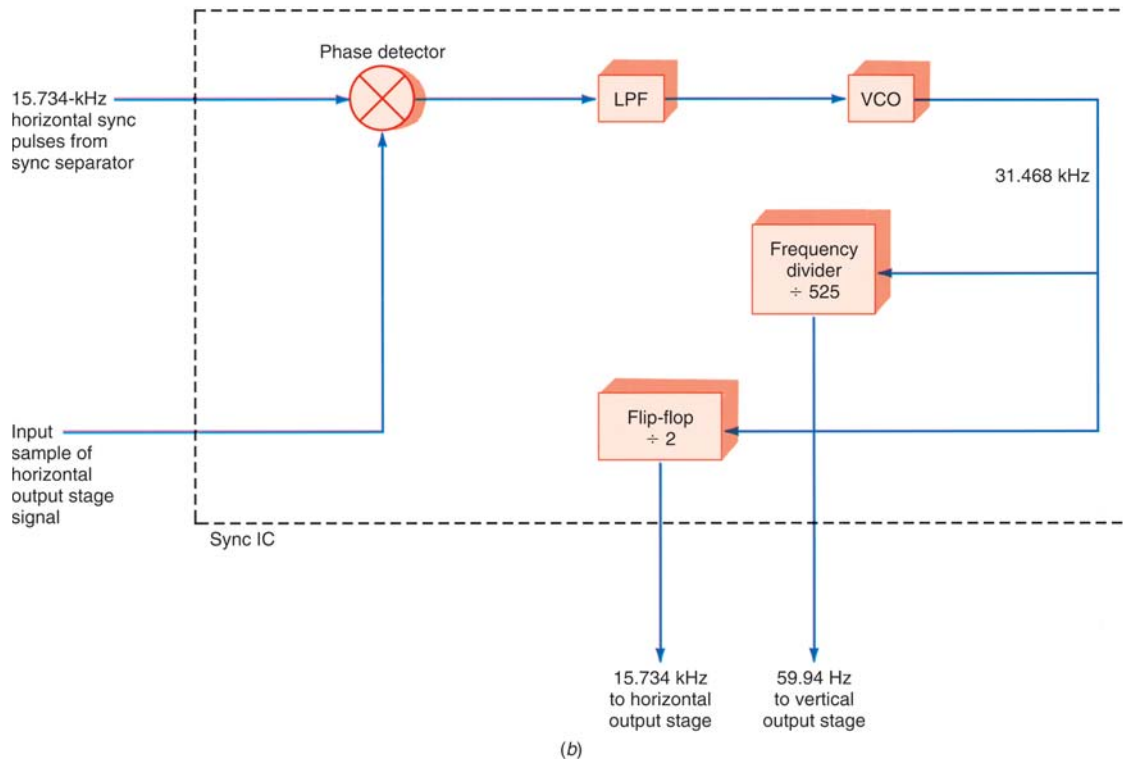 Phase detector
15.734-kHz
horizontal sync
pulses from
sync separator
LPF
VCO
31.468 kHz
Frequency
divider
÷ 525
Flip-flop
÷ 2
Input
sample of
horizontal
output stage
signal
Sync IC
15.734 kHz
to horizontal
output stage
59.94 Hz
to vertical
output stage
(b)